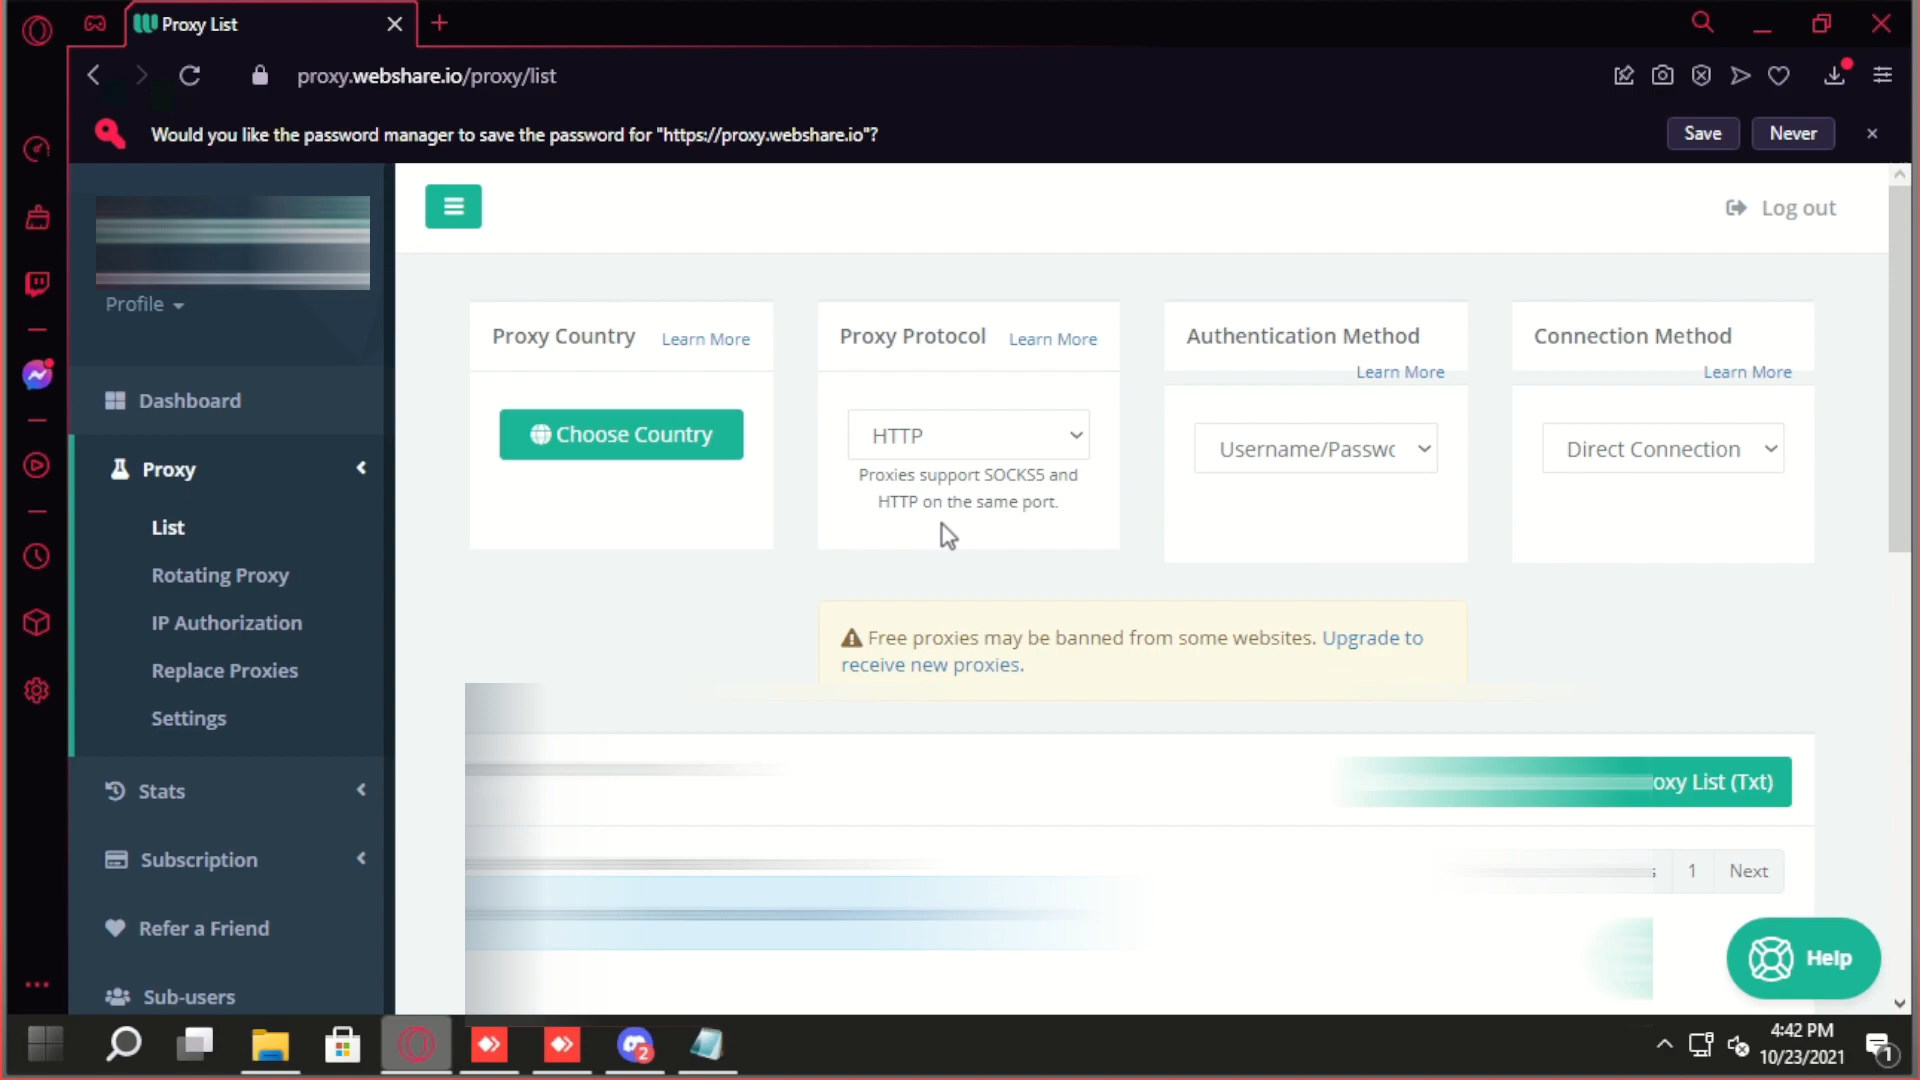 Proxy List
proxy.webshare.io/proxy/list
Would you like the password manager to save the password for "https://proxy.webshare.io"?
Save
Never
Log out
Profile
Proxy Country
Learn More
Proxy Protocol
Learn More
Authentication Method
Learn More
Connection Method
Learn More
Choose Country
HTTP
Proxies support SOCKS5 and
HTTP on the same port.
Username/Passwo
Direct Connection
Dashboard
Proxy
List
Rotating Proxy
IP Authorization
Replace Proxies
Settings
Stats
Subscription
Refer a Friend
Sub-users
Free proxies may be banned from some websites. Upgrade to
receive new proxies.
oxy List (Txt)
s
1
Next
Help
2
4:42 PM
10/23/2021
1